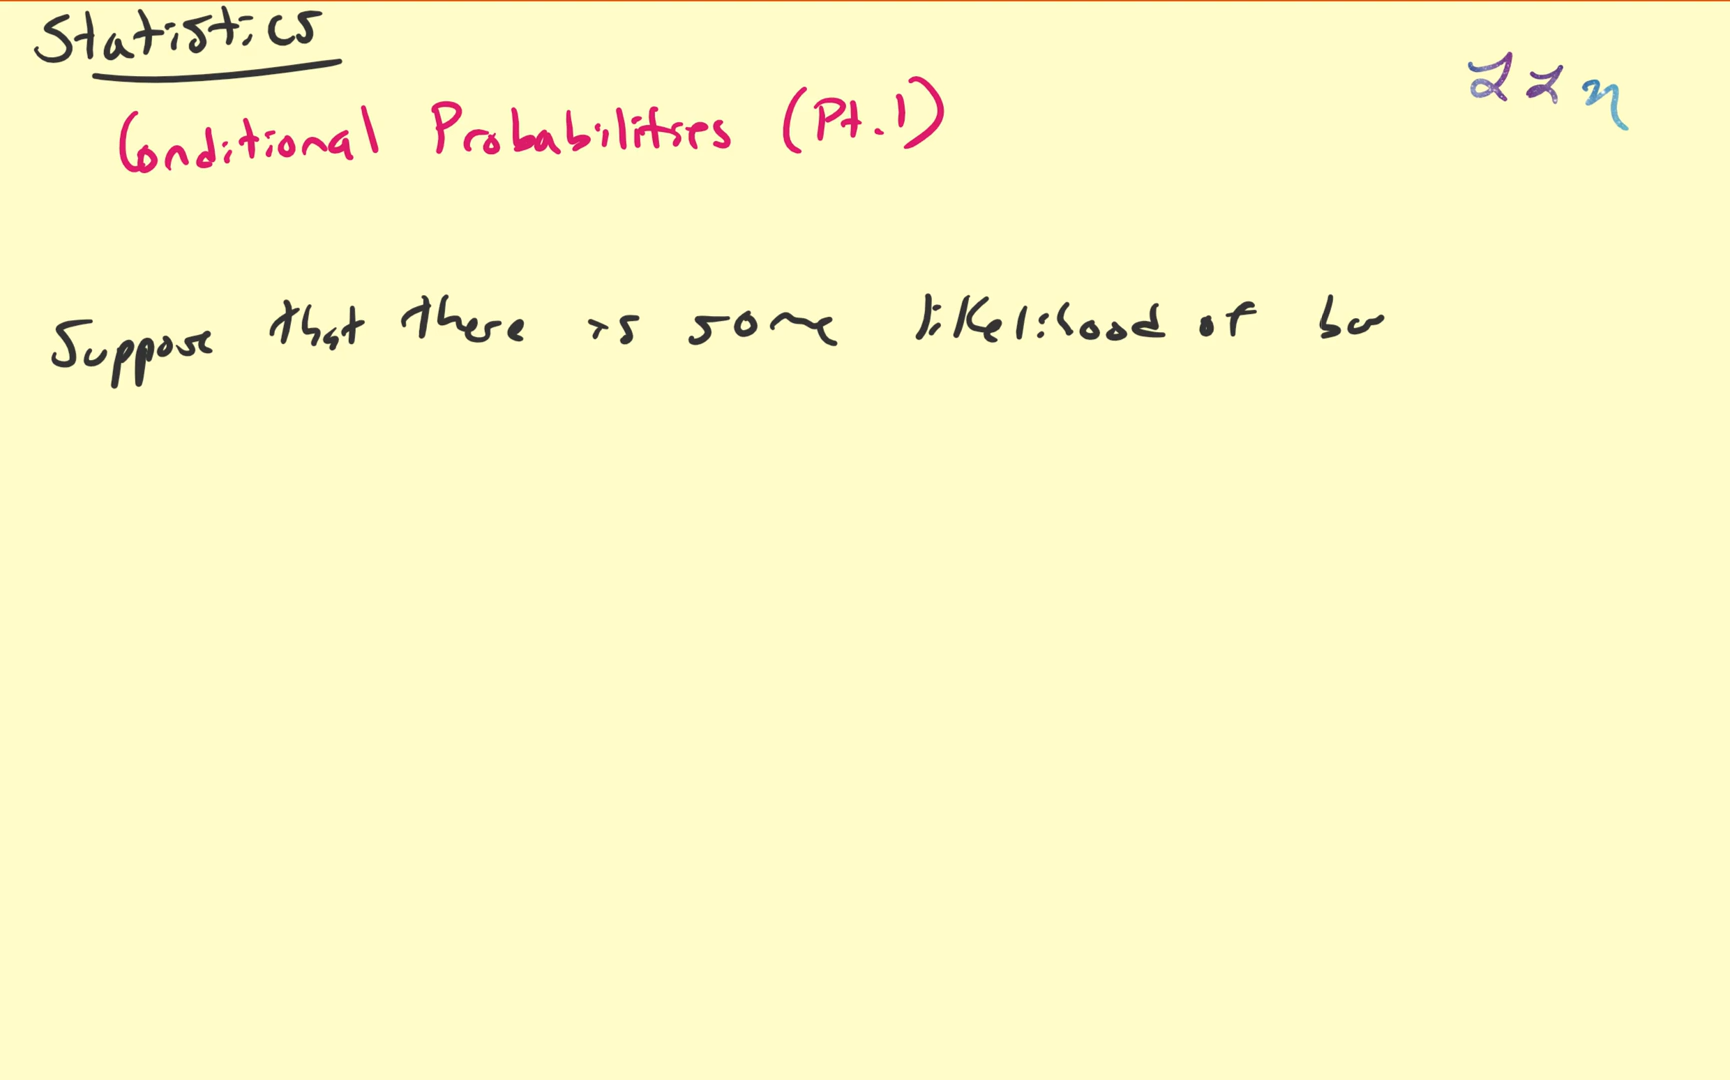 Statistics
Conditional Probabilities (Pt. 1)
Suppose that there is some likelihood of